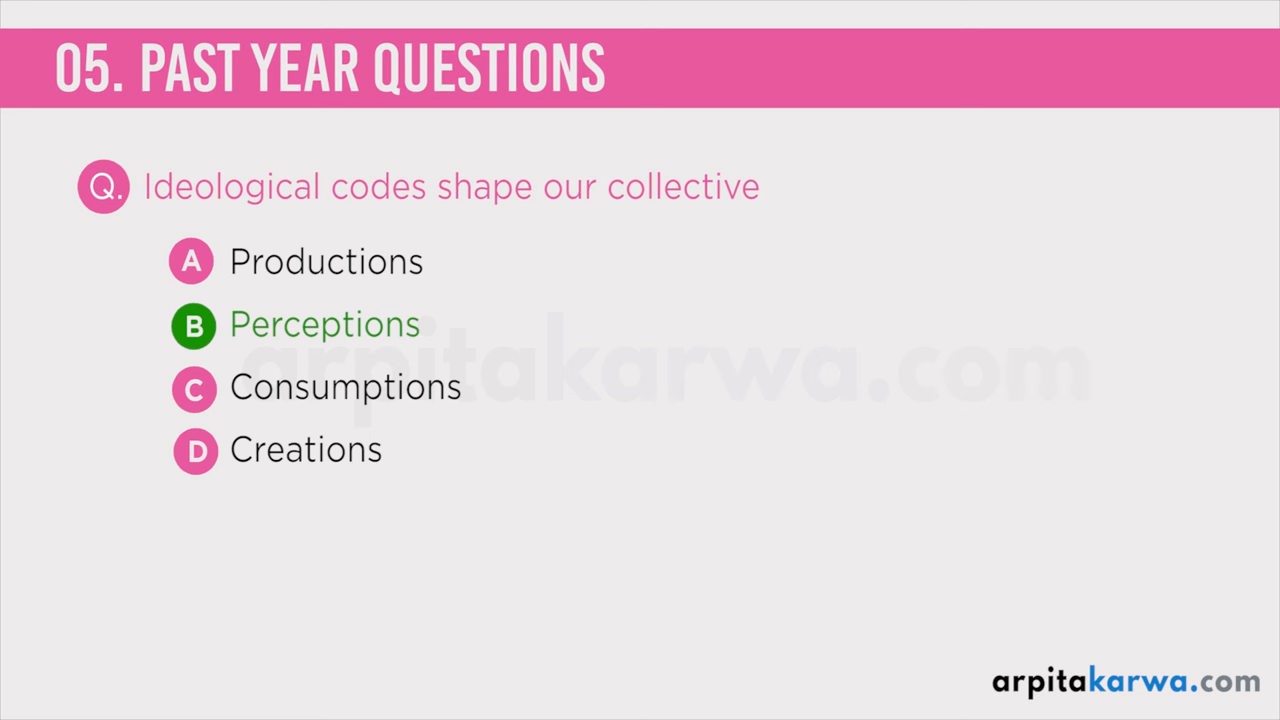 05. PAST YEAR QUESTIONS
Q. Ideological codes shape our collective
A Productions
B Perceptions
C Consumptions
D Creations
arpitakarwa.com
arpitakarwa.com